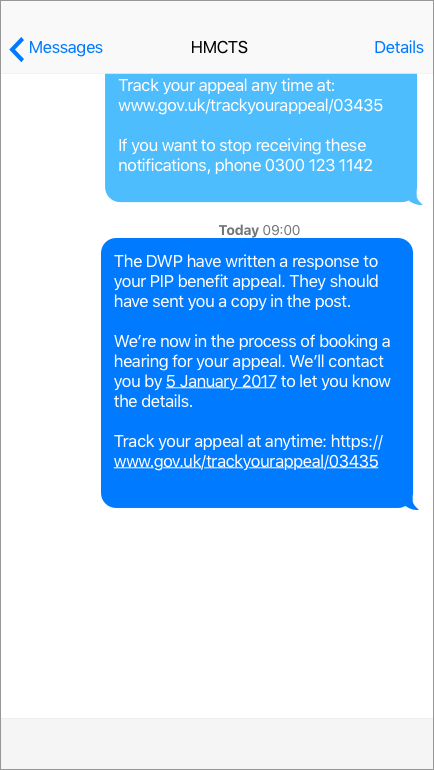 Messages HMCTS Details
Track your appeal any time at:
www.gov.uk/trackyourappeal/03435
If you want to stop receiving these
notifications, phone 0300 123 1142
Today 09:00
The DWP have written a response to
your PIP benefit appeal. They should
have sent you a copy in the post.
We're now in the process of booking a
hearing for your appeal. We'll contact
you by 5 January 2017 to let you know
the details.
Track your appeal at anytime: https://
www.gov.uk/trackyourappeal/03435